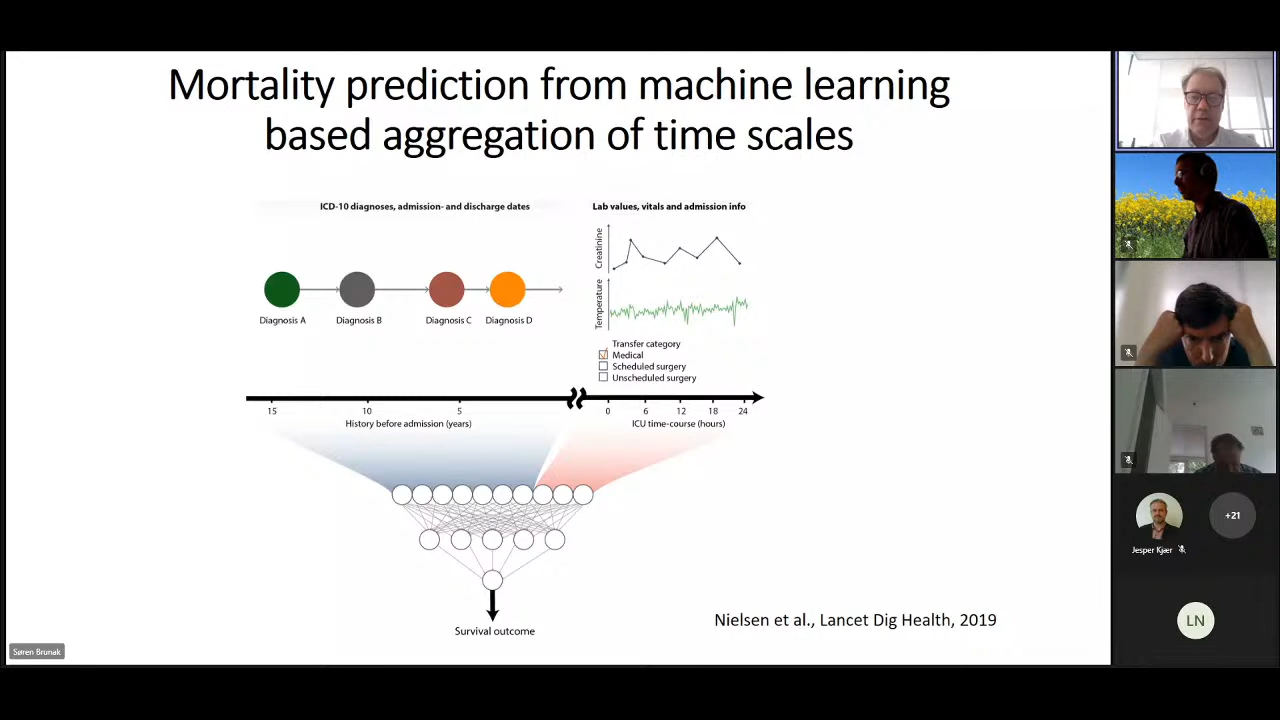 Mortality prediction from machine learning
based aggregation of time scales
ICD-10 diagnoses, admission- and discharge dates
Lab values, vitals and admission info
Creatinine
Diagnosis A
Diagnosis B
Diagnosis C
Diagnosis D
Temperature
Transfer category
Medical
Scheduled surgery
Unscheduled surgery
15
10
5
0
6
12
18
24
History before admission (years)
ICU time-course (hours)
Survival outcome
Nielsen et al., Lancet Dig Health, 2019
Søren Brunak
+21
Jesper Kjær
LN